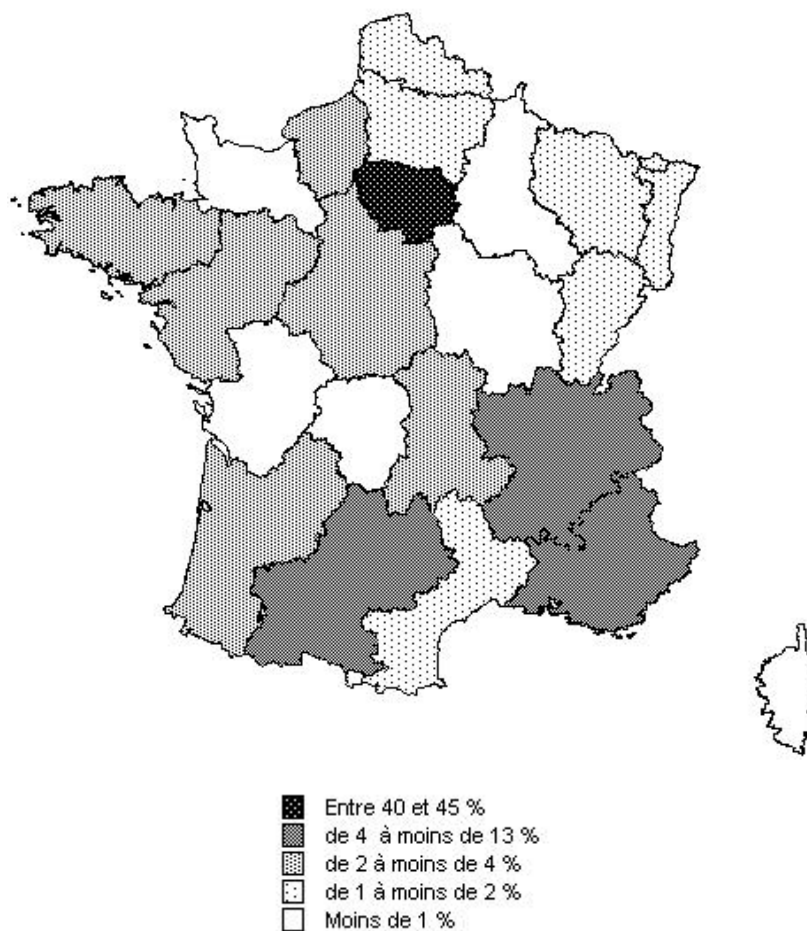 Entre 40 et 45 %
de 4 à moins de 13 %
de 2 à moins de 4 %
de 1 à moins de 2 %
Moins de 1 %